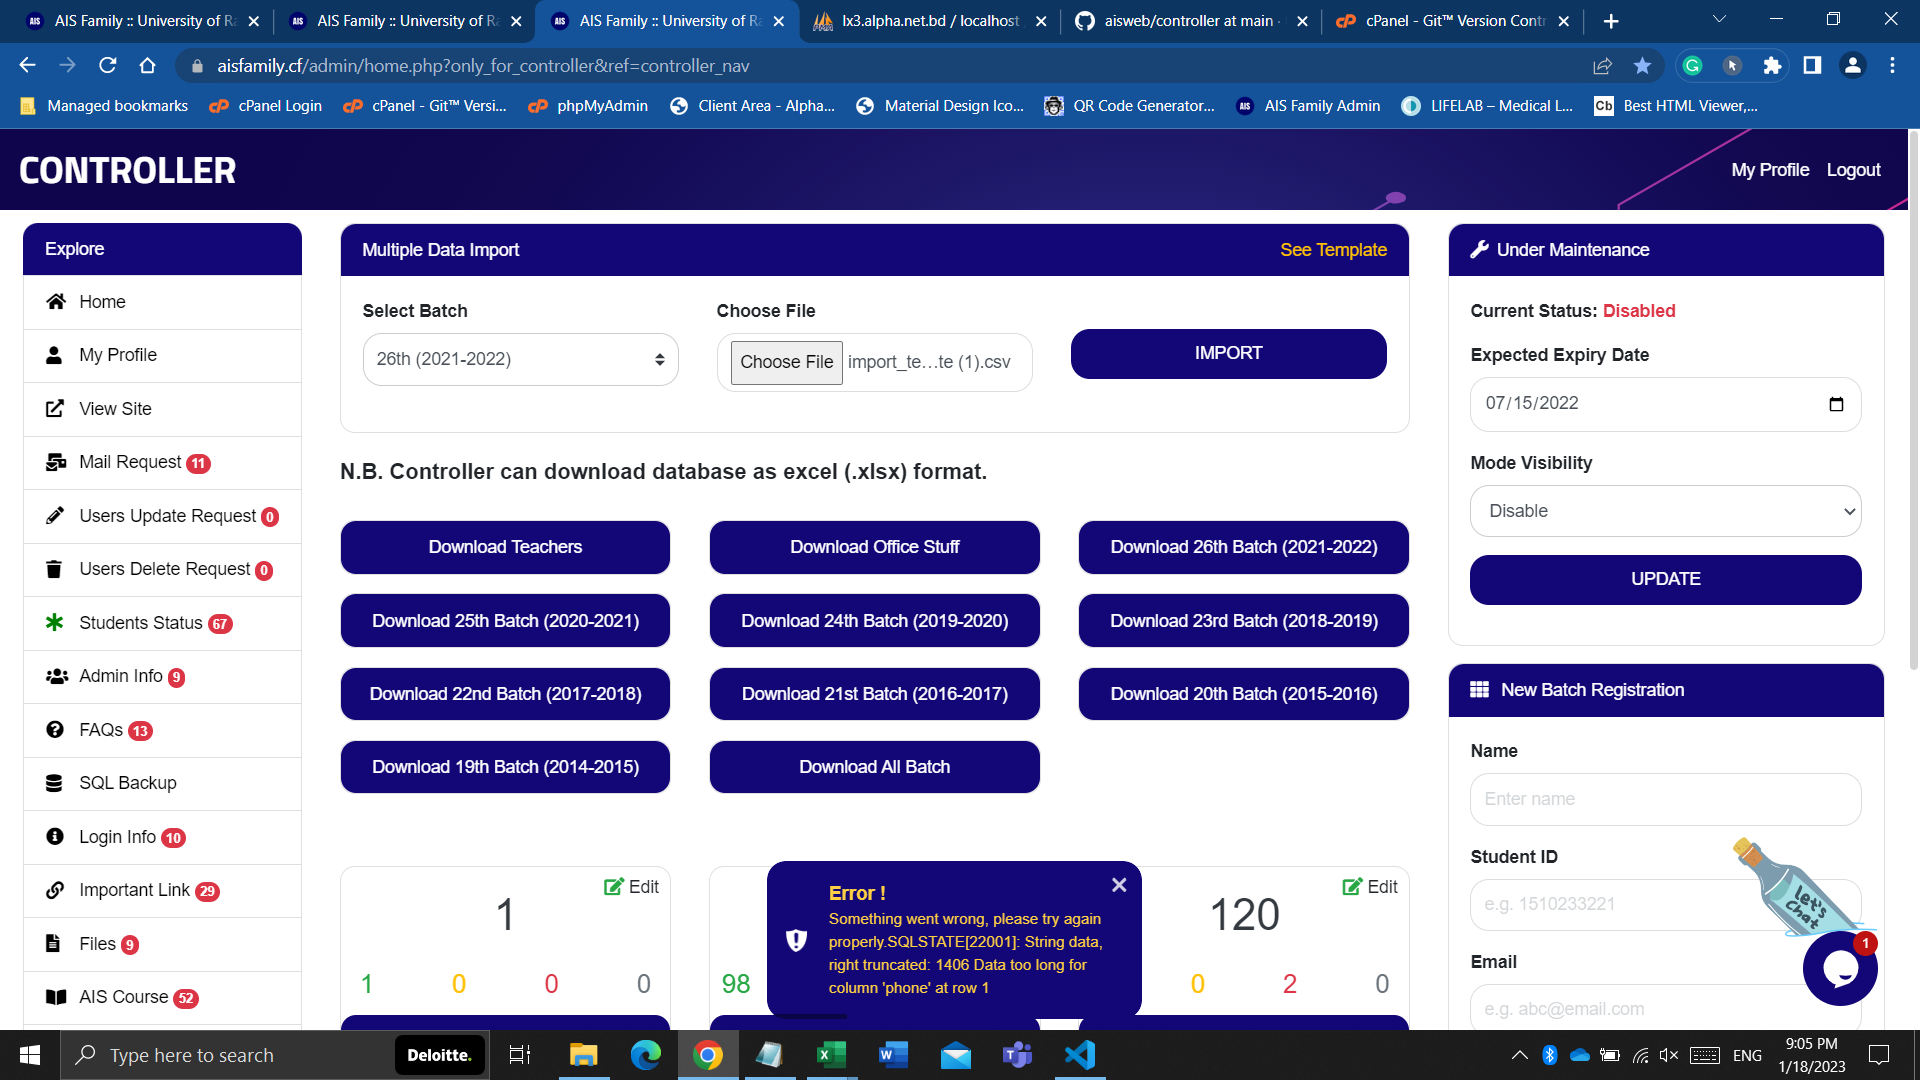 AIS Family :: University of Ra
AIS Family :: University of Ra
AIS Family :: University of Ra
lx3.alpha.net.bd / localhost
aisweb/controller at main ·
cPanel - Git™ Version Contr
aisfamily.cf/admin/home.php?only_for_controller&ref=controller_nav
Managed bookmarks
cPanel Login
cPanel - Git™ Versi...
phpMyAdmin
Client Area - Alpha...
Material Design Ico...
QR Code Generator...
AIS Family Admin
LIFELAB – Medical L...
Cb
Best HTML Viewer,...
CONTROLLER
My Profile
Logout
Explore
Home
My Profile
View Site
Mail Request 11
Users Update Request 0
Users Delete Request 0
Students Status 67
Admin Info 9
FAQs 13
SQL Backup
Login Info 10
Important Link 29
Files 9
AIS Course 52
Multiple Data Import
See Template
Select Batch
26th (2021-2022)
Choose File
Choose File import_te...te (1).csv
IMPORT
N.B. Controller can download database as excel (.xlsx) format.
Download Teachers
Download Office Stuff
Download 26th Batch (2021-2022)
Download 25th Batch (2020-2021)
Download 24th Batch (2019-2020)
Download 23rd Batch (2018-2019)
Download 22nd Batch (2017-2018)
Download 21st Batch (2016-2017)
Download 20th Batch (2015-2016)
Download 19th Batch (2014-2015)
Download All Batch
Edit
1
1 0 0 0
98
Error !
Something went wrong, please try again
properly.SQLSTATE[22001]: String data,
right truncated: 1406 Data too long for
column 'phone' at row 1
Edit
120
0 2 0
Under Maintenance
Current Status: Disabled
Expected Expiry Date
07/15/2022
Mode Visibility
Disable
UPDATE
New Batch Registration
Name
Enter name
Student ID
e.g. 1510233221
Email
e.g. abc@email.com
Let's
Chat
1
Type here to search
Deloitte.
ENG
9:05 PM
1/18/2023